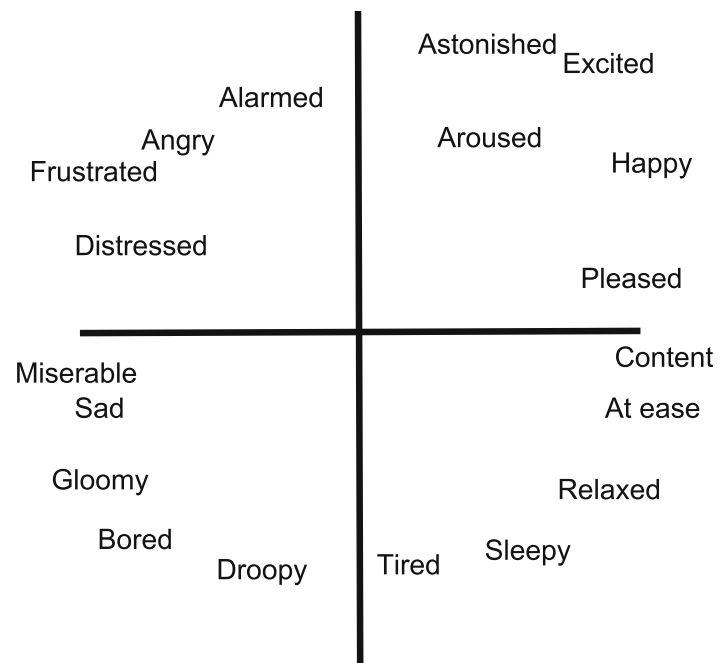 Astonished
Excited
Alarmed
Aroused
Angry
Happy
Frustrated
Distressed
Pleased
Content
Miserable
Sad
At ease
Gloomy
Relaxed
Bored
Sleepy
Droopy
Tired